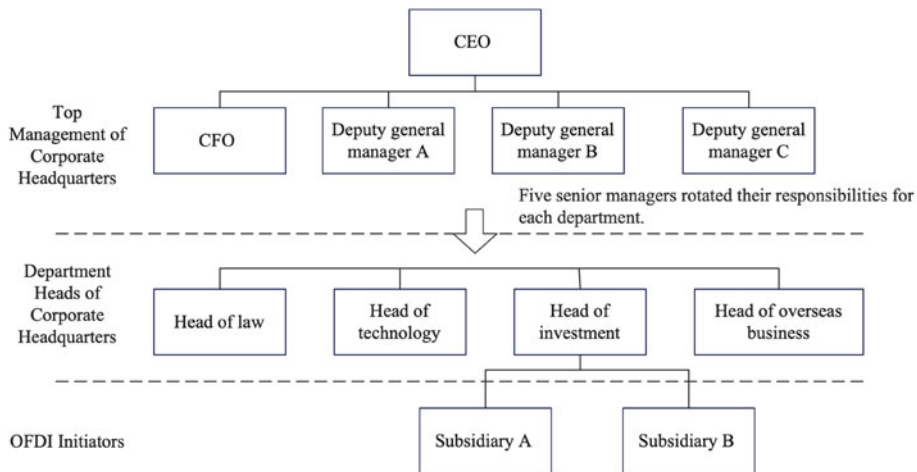 CEO
Top
Management of
Corporate
Headquarters
CFO
Deputy general
manager A
Deputy general
manager B
Deputy general
manager C
Five senior managers rotated their responsibilities for
each department.
Department
Heads of
Corporate
Headquarters
Head of law
Head of
technology
Head of
investment
Head of overseas
business
OFDI Initiators
Subsidiary A
Subsidiary B